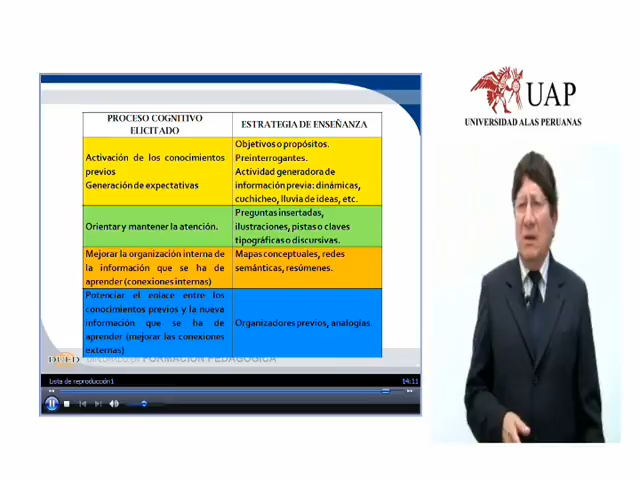 PROCESO COGNITIVO
ELICITADO
ESTRATEGIA DE ENSEÑANZA
Activación de los conocimientos
previos
Generación de expectativas
Objetivos o propósitos.
Preinterrogantes.
Actividad generadora de
información previa: dinámicas,
cuchicheo, lluvia de ideas, etc.
Orientar y mantener la atención.
Preguntas insertadas,
ilustraciones, pistas o claves
tipográficas o discursivas.
Mejorar la organización interna de
la información que se ha de
aprender (conexiones internas)
Mapas conceptuales, redes
semánticas, resúmenes.
Potenciar el enlace entre los
conocimientos previos y la nueva
información que se ha de
aprender (mejorar las conexiones
externas)
Organizadores previos, analogías.
DUED DIPLOMADO EN FORMACIÓN PEDAGÓGICA
Lista de reproducción1
14:11
UAP
UNIVERSIDAD ALAS PERUANAS